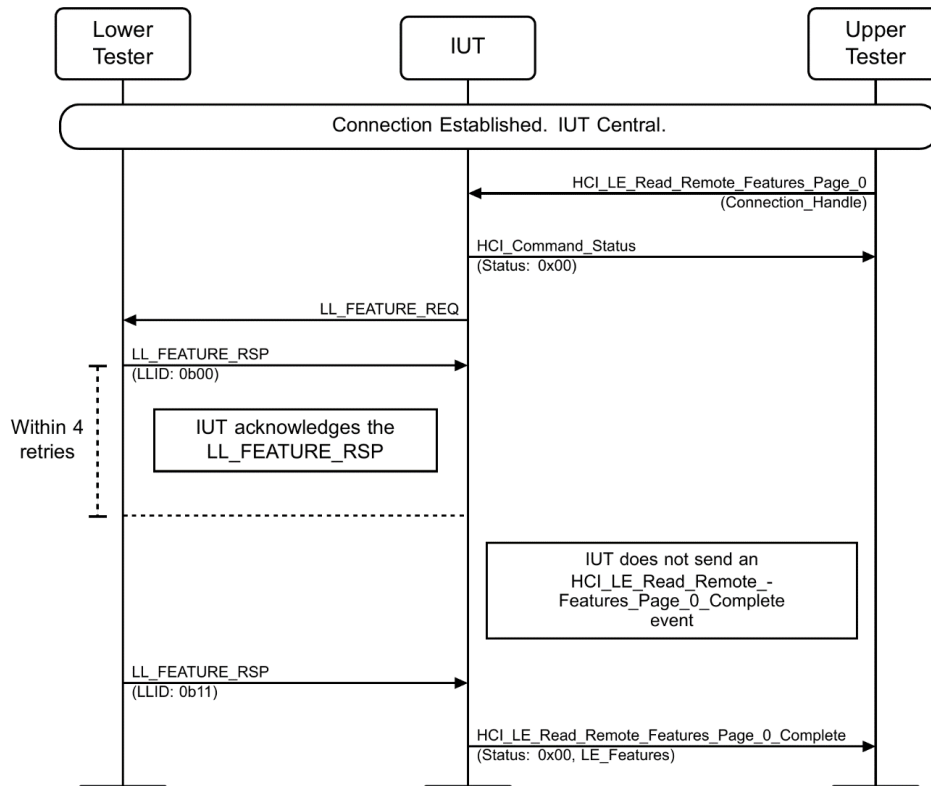 Lower
Tester
IUT
Upper
Tester
Connection Established.  IUT Central.
HCI_LE_Read_Remote_Features_Page_0
(Connection_Handle)
HCI_Command_Status
(Status: 0x00)
LL_FEATURE_REQ
LL_FEATURE_RSP
(LLID: 0b00)
Within 4
retries
IUT acknowledges the
LL_FEATURE_RSP
IUT does not send an
HCI_LE_Read_Remote_-
Features_Page_0_Complete
event
LL_FEATURE_RSP
(LLID: 0b11)
HCI_LE_Read_Remote_Features_Page_0_Complete
(Status: 0x00, LE_Features)